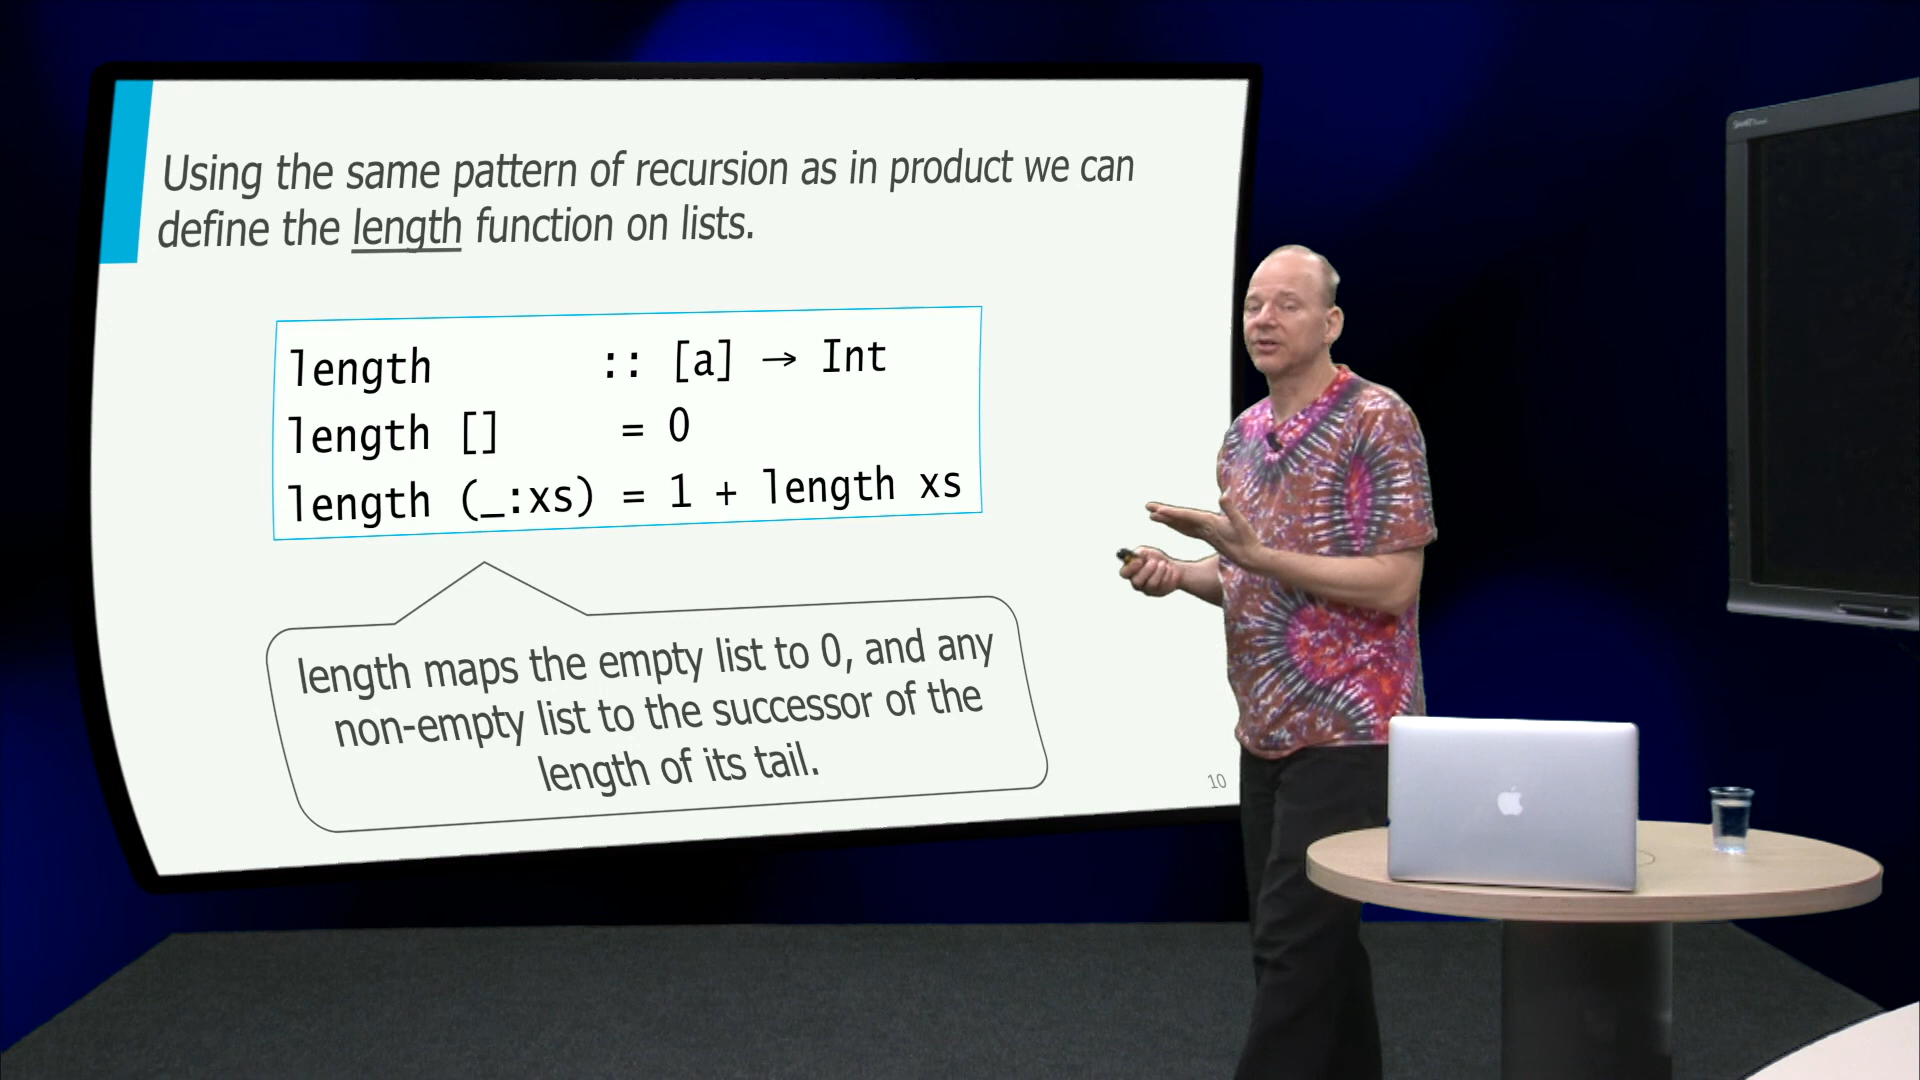 Using the same pattern of recursion as in product we can
define the length function on lists.
length :: [a] → Int
length [] = 0
length (_:xs) = 1 + length xs
length maps the empty list to 0, and any
non-empty list to the successor of the
length of its tail.
10